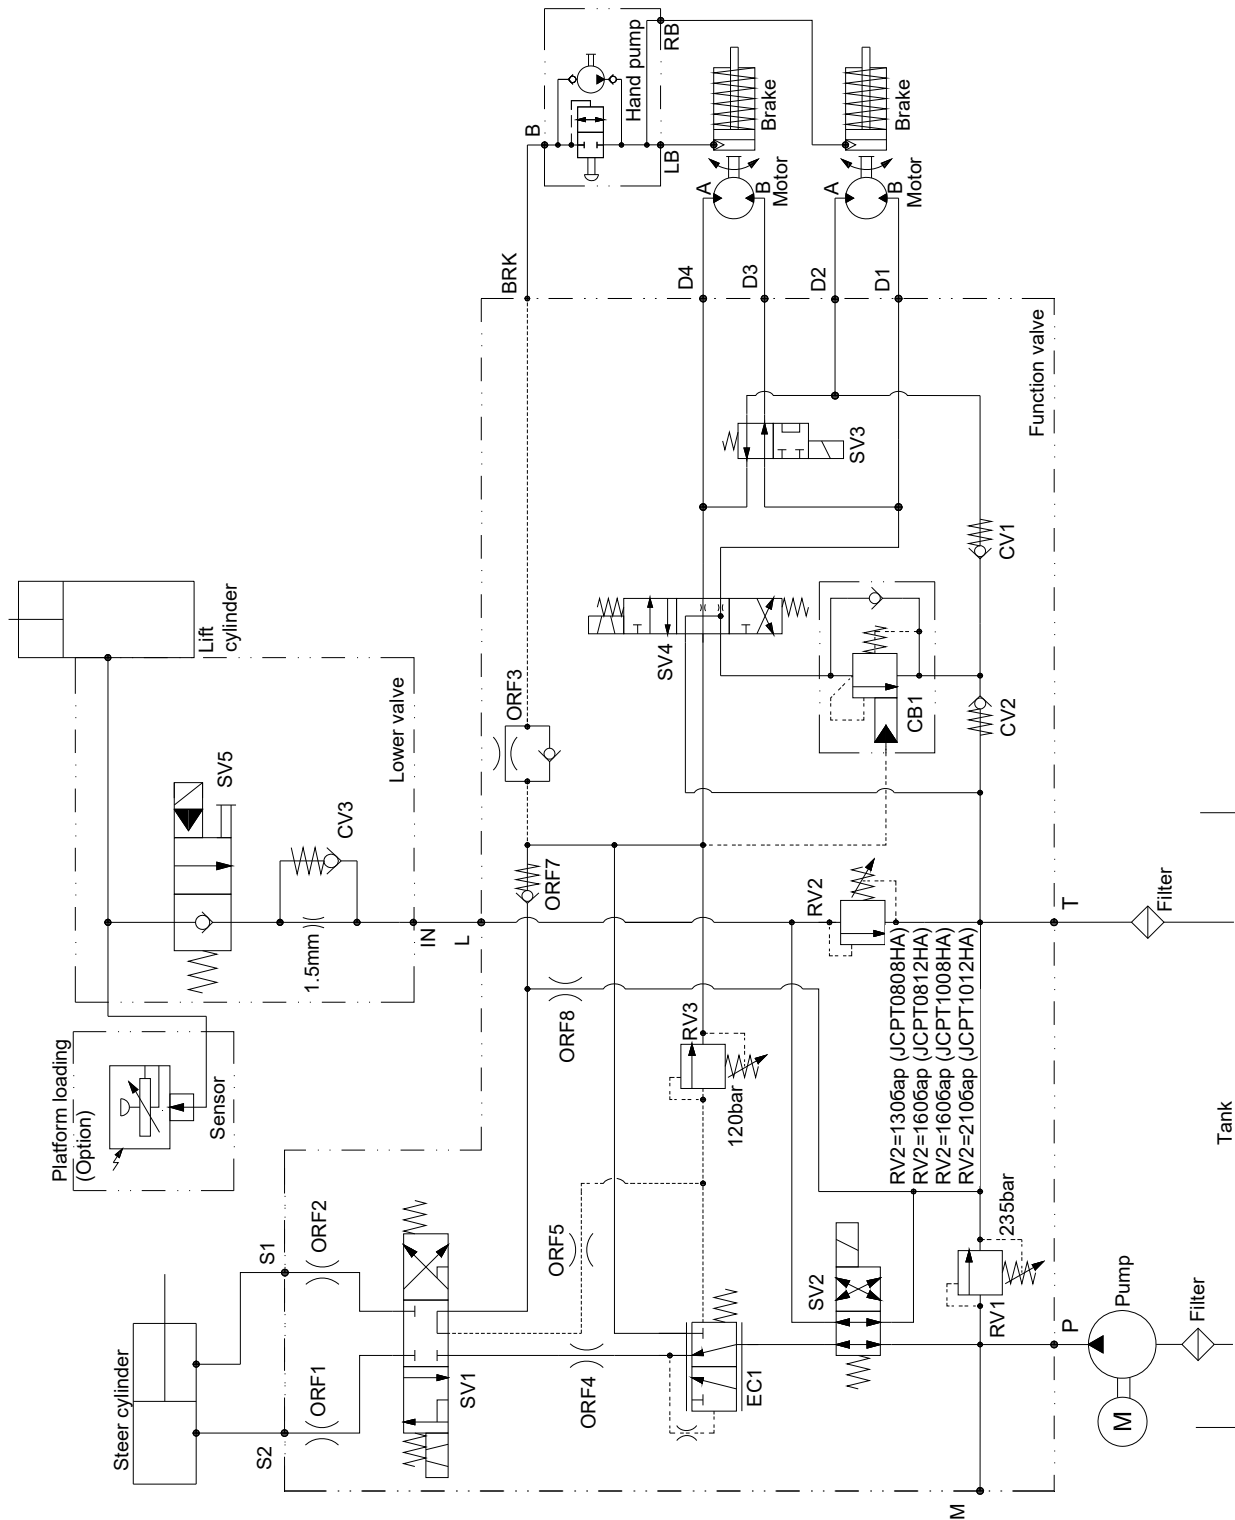 Steer cylinder
Platform loading
(Option)
Sensor
Lift
cylinder
Lower valve
SV5
CV3
1.5mm
IN
L
S2
S1
ORF1
ORF2
SV1
ORF4
ORF5
ORF8
ORF7
ORF3
BRK
B
Hand pump
LB
RB
Brake
Brake
A
B
Motor
A
B
Motor
D4
D3
D2
D1
Function valve
SV3
SV4
CB1
CV1
CV2
RV3
120bar
RV2
RV2=130бар (JCPT0808HA)
RV2=160бар (JCPT0812HA)
RV2=160бар (JCPT1008HA)
RV2=210бар (JCPT1012HA)
EC1
SV2
RV1
235bar
M
P
T
Pump
M
Filter
Filter
Tank